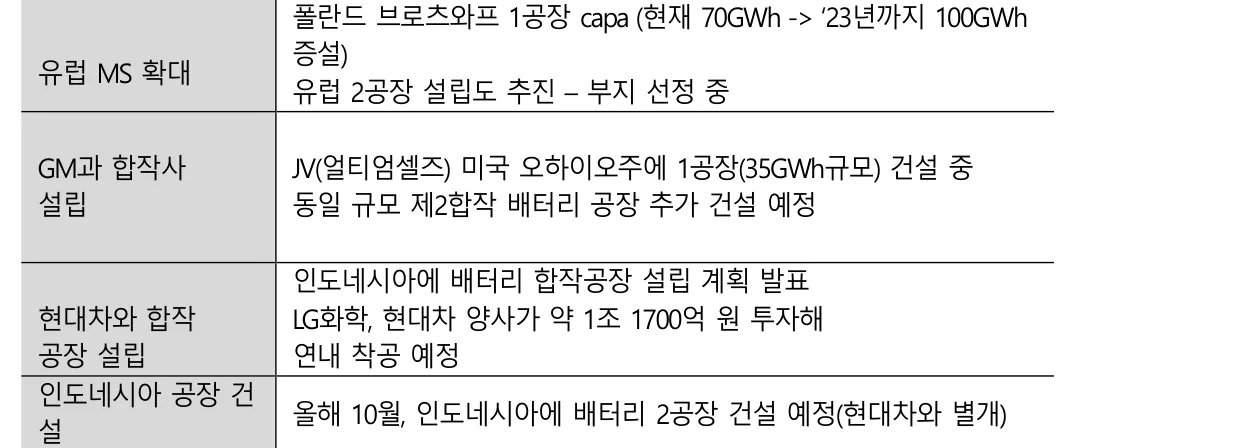 폴란드 브로츠와프 1공장 capa (현재 70GWh -> ‘23년까지 100GWh
증설)
유럽 MS 확대
유럽 2공장 설립도 추진 – 부지 선정 중
GM과 합작사
설립
JV(얼티엄셀즈) 미국 오하이오주에 1공장(35GWh규모) 건설 중
동일 규모 제2합작 배터리 공장 추가 건설 예정
현대차와 합작
공장 설립
인도네시아에 배터리 합작공장 설립 계획 발표
LG화학, 현대차 양사가 약 1조 1700억 원 투자해
연내 착공 예정
인도네시아 공장 건
설
올해 10월, 인도네시아에 배터리 2공장 건설 예정(현대차와 별개)